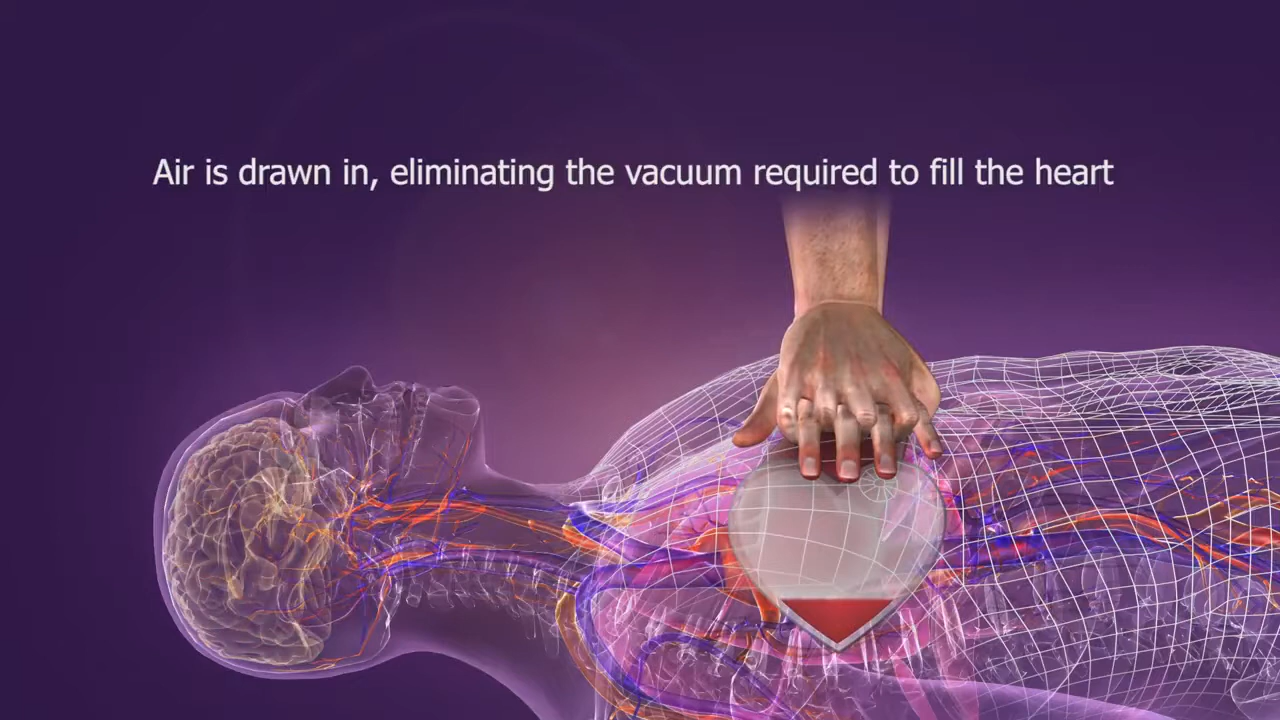 Air is drawn in, eliminating the vacuum required to fill the heart